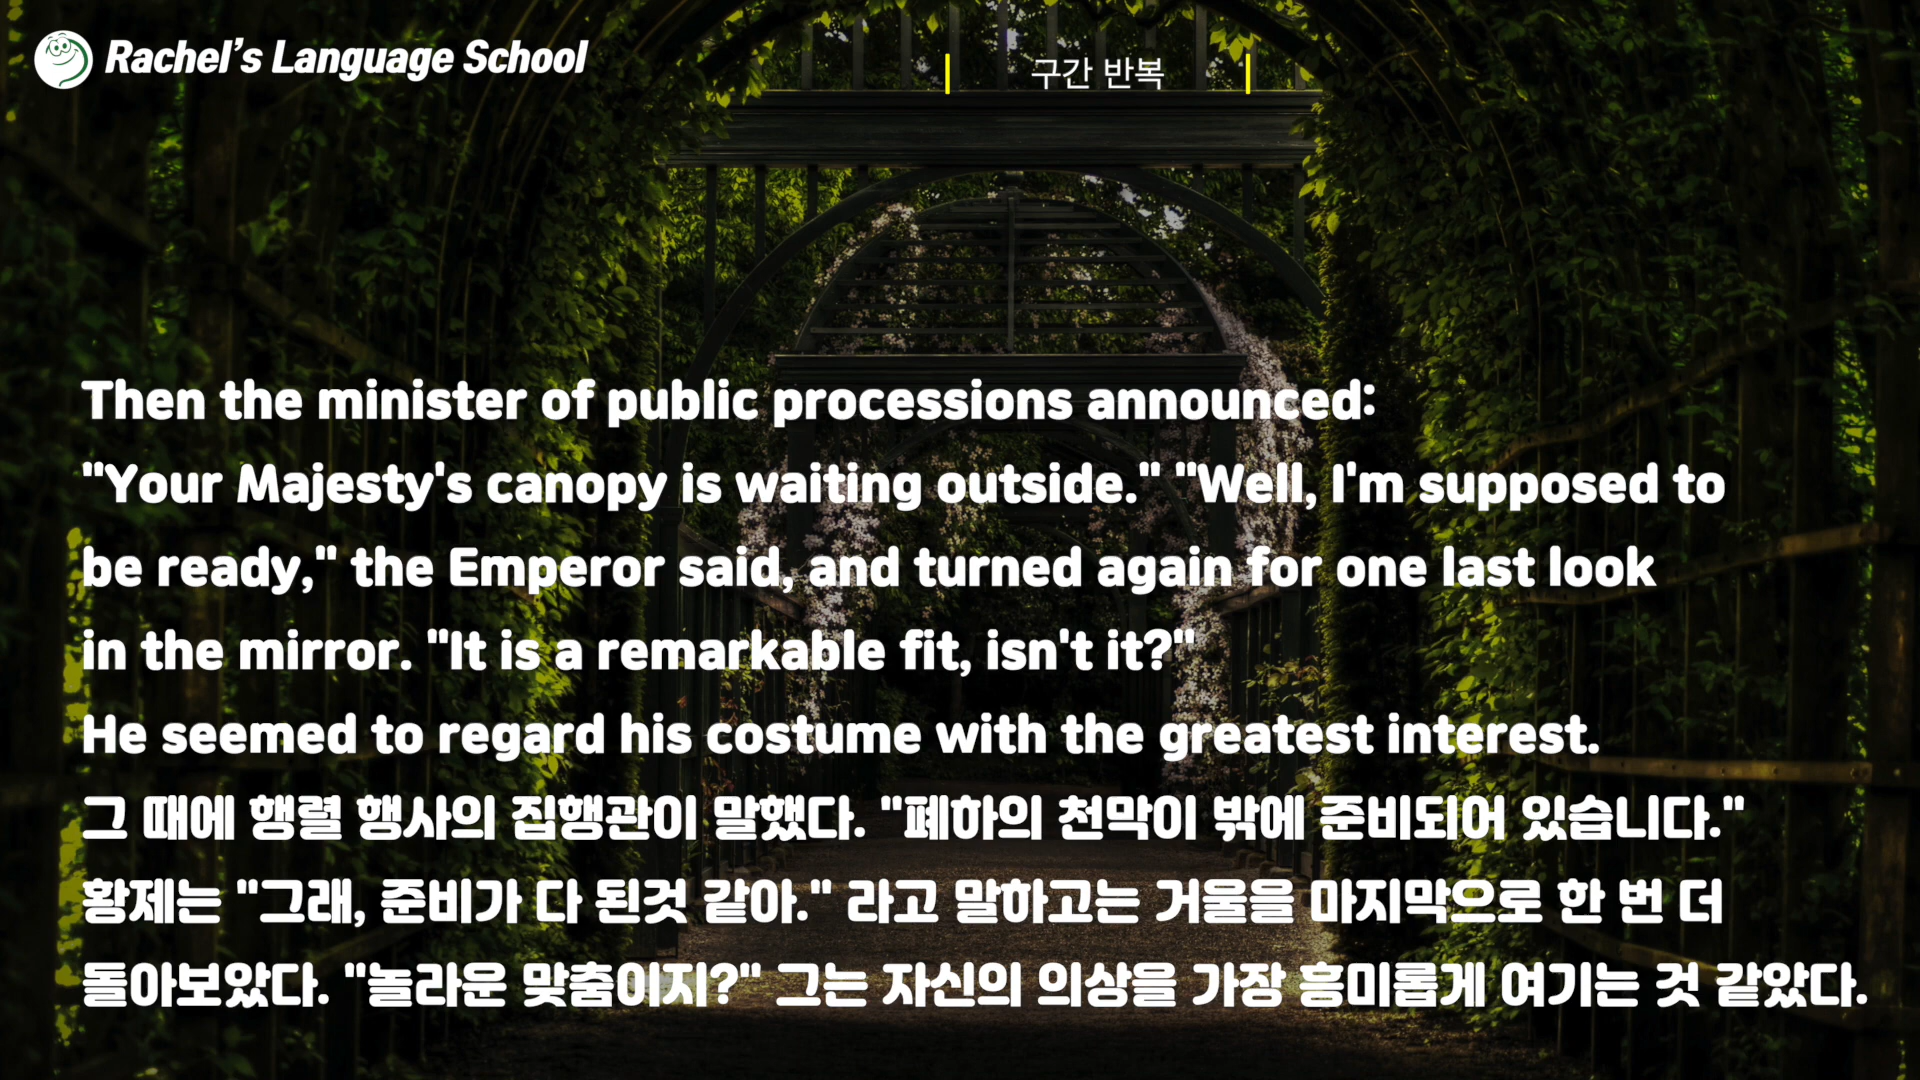 Rachel's Language School
구간 반복
Then the minister of public processions announced:
"Your Majesty's canopy is waiting outside." "Well, I'm supposed to
be ready," the Emperor said, and turned again for one last look
in the mirror. "It is a remarkable fit, isn't it?"
He seemed to regard his costume with the greatest interest.
그 때에 행렬 행사의 집행관이 말했다. "폐하의 천막이 밖에 준비되어 있습니다."
황제는 "그래, 준비가 다 된것 같아." 라고 말하고는 거울을 마지막으로 한 번 더
돌아보았다. "놀라운 맞춤이지?" 그는 자신의 의상을 가장 흥미롭게 여기는 것 같았다.